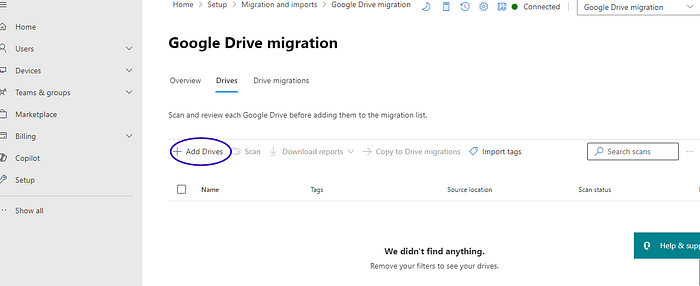 Home > Setup > Migration and imports > Google Drive migration
Connected
Google Drive migration
Home
Users
Devices
Teams & groups
Marketplace
Billing
Copilot
Setup
Show all
Google Drive migration
Overview Drives Drive migrations
Scan and review each Google Drive before adding them to the migration list.
Add Drives Scan Download reports Copy to Drive migrations Import tags Search scans
Name Tags Source location Scan status
We didn't find anything.
Remove your filters to see your drives.
Help & supp